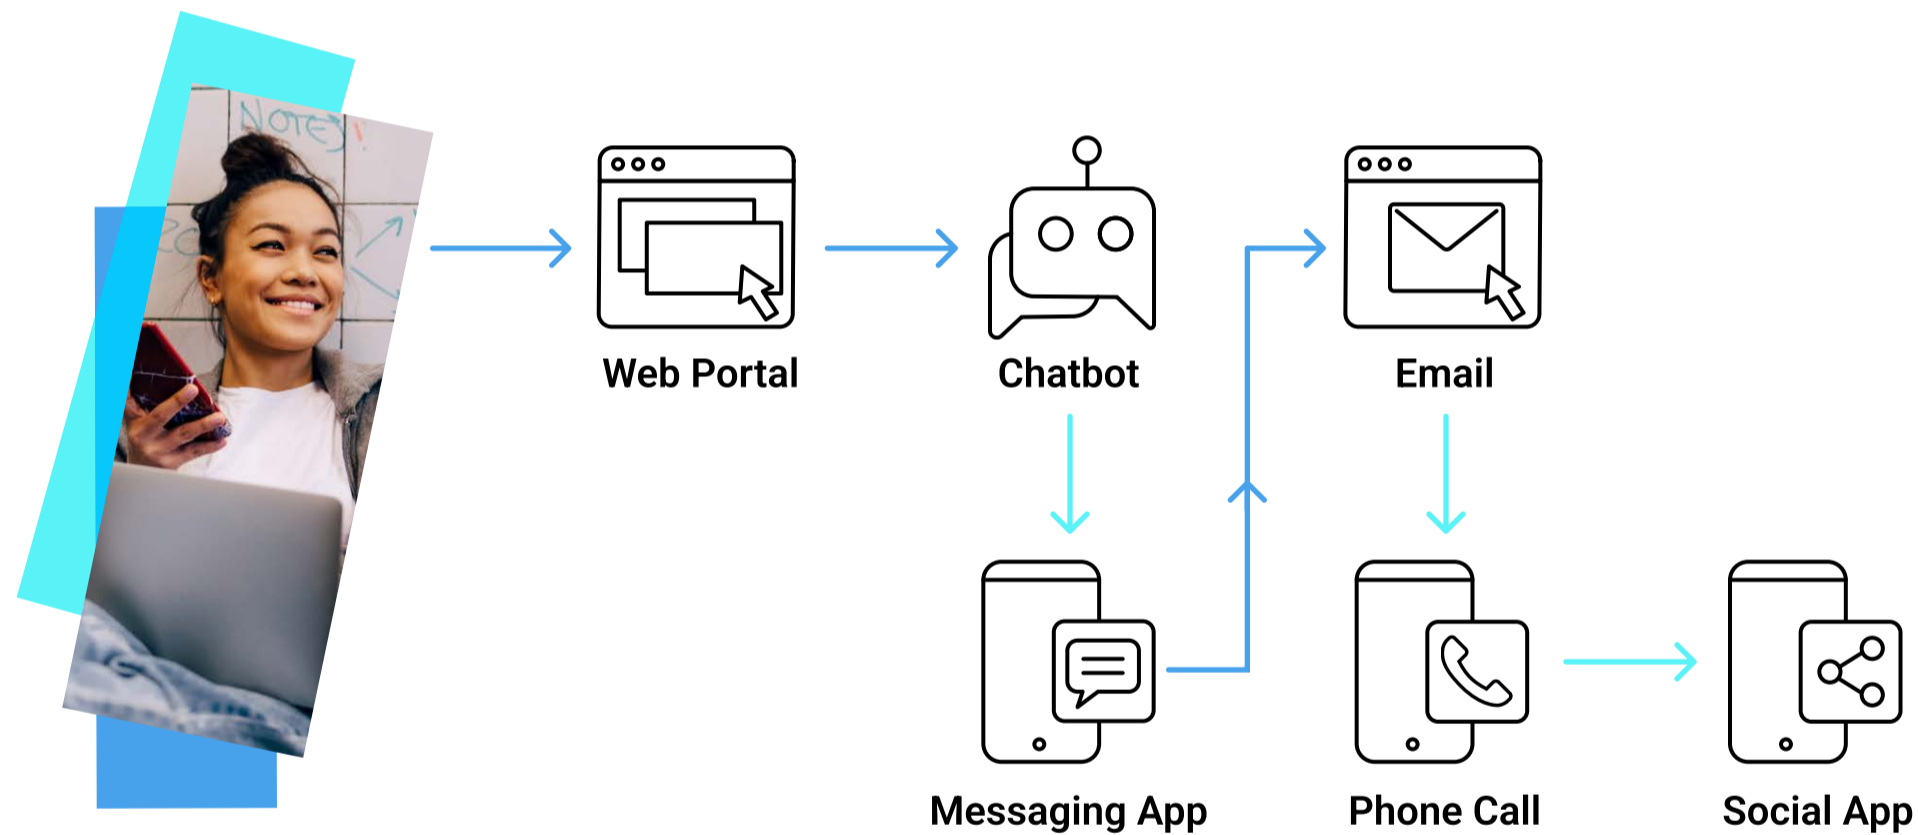 NOTES!
Web Portal
Chatbot
Email
Messaging App
Phone Call
Social App